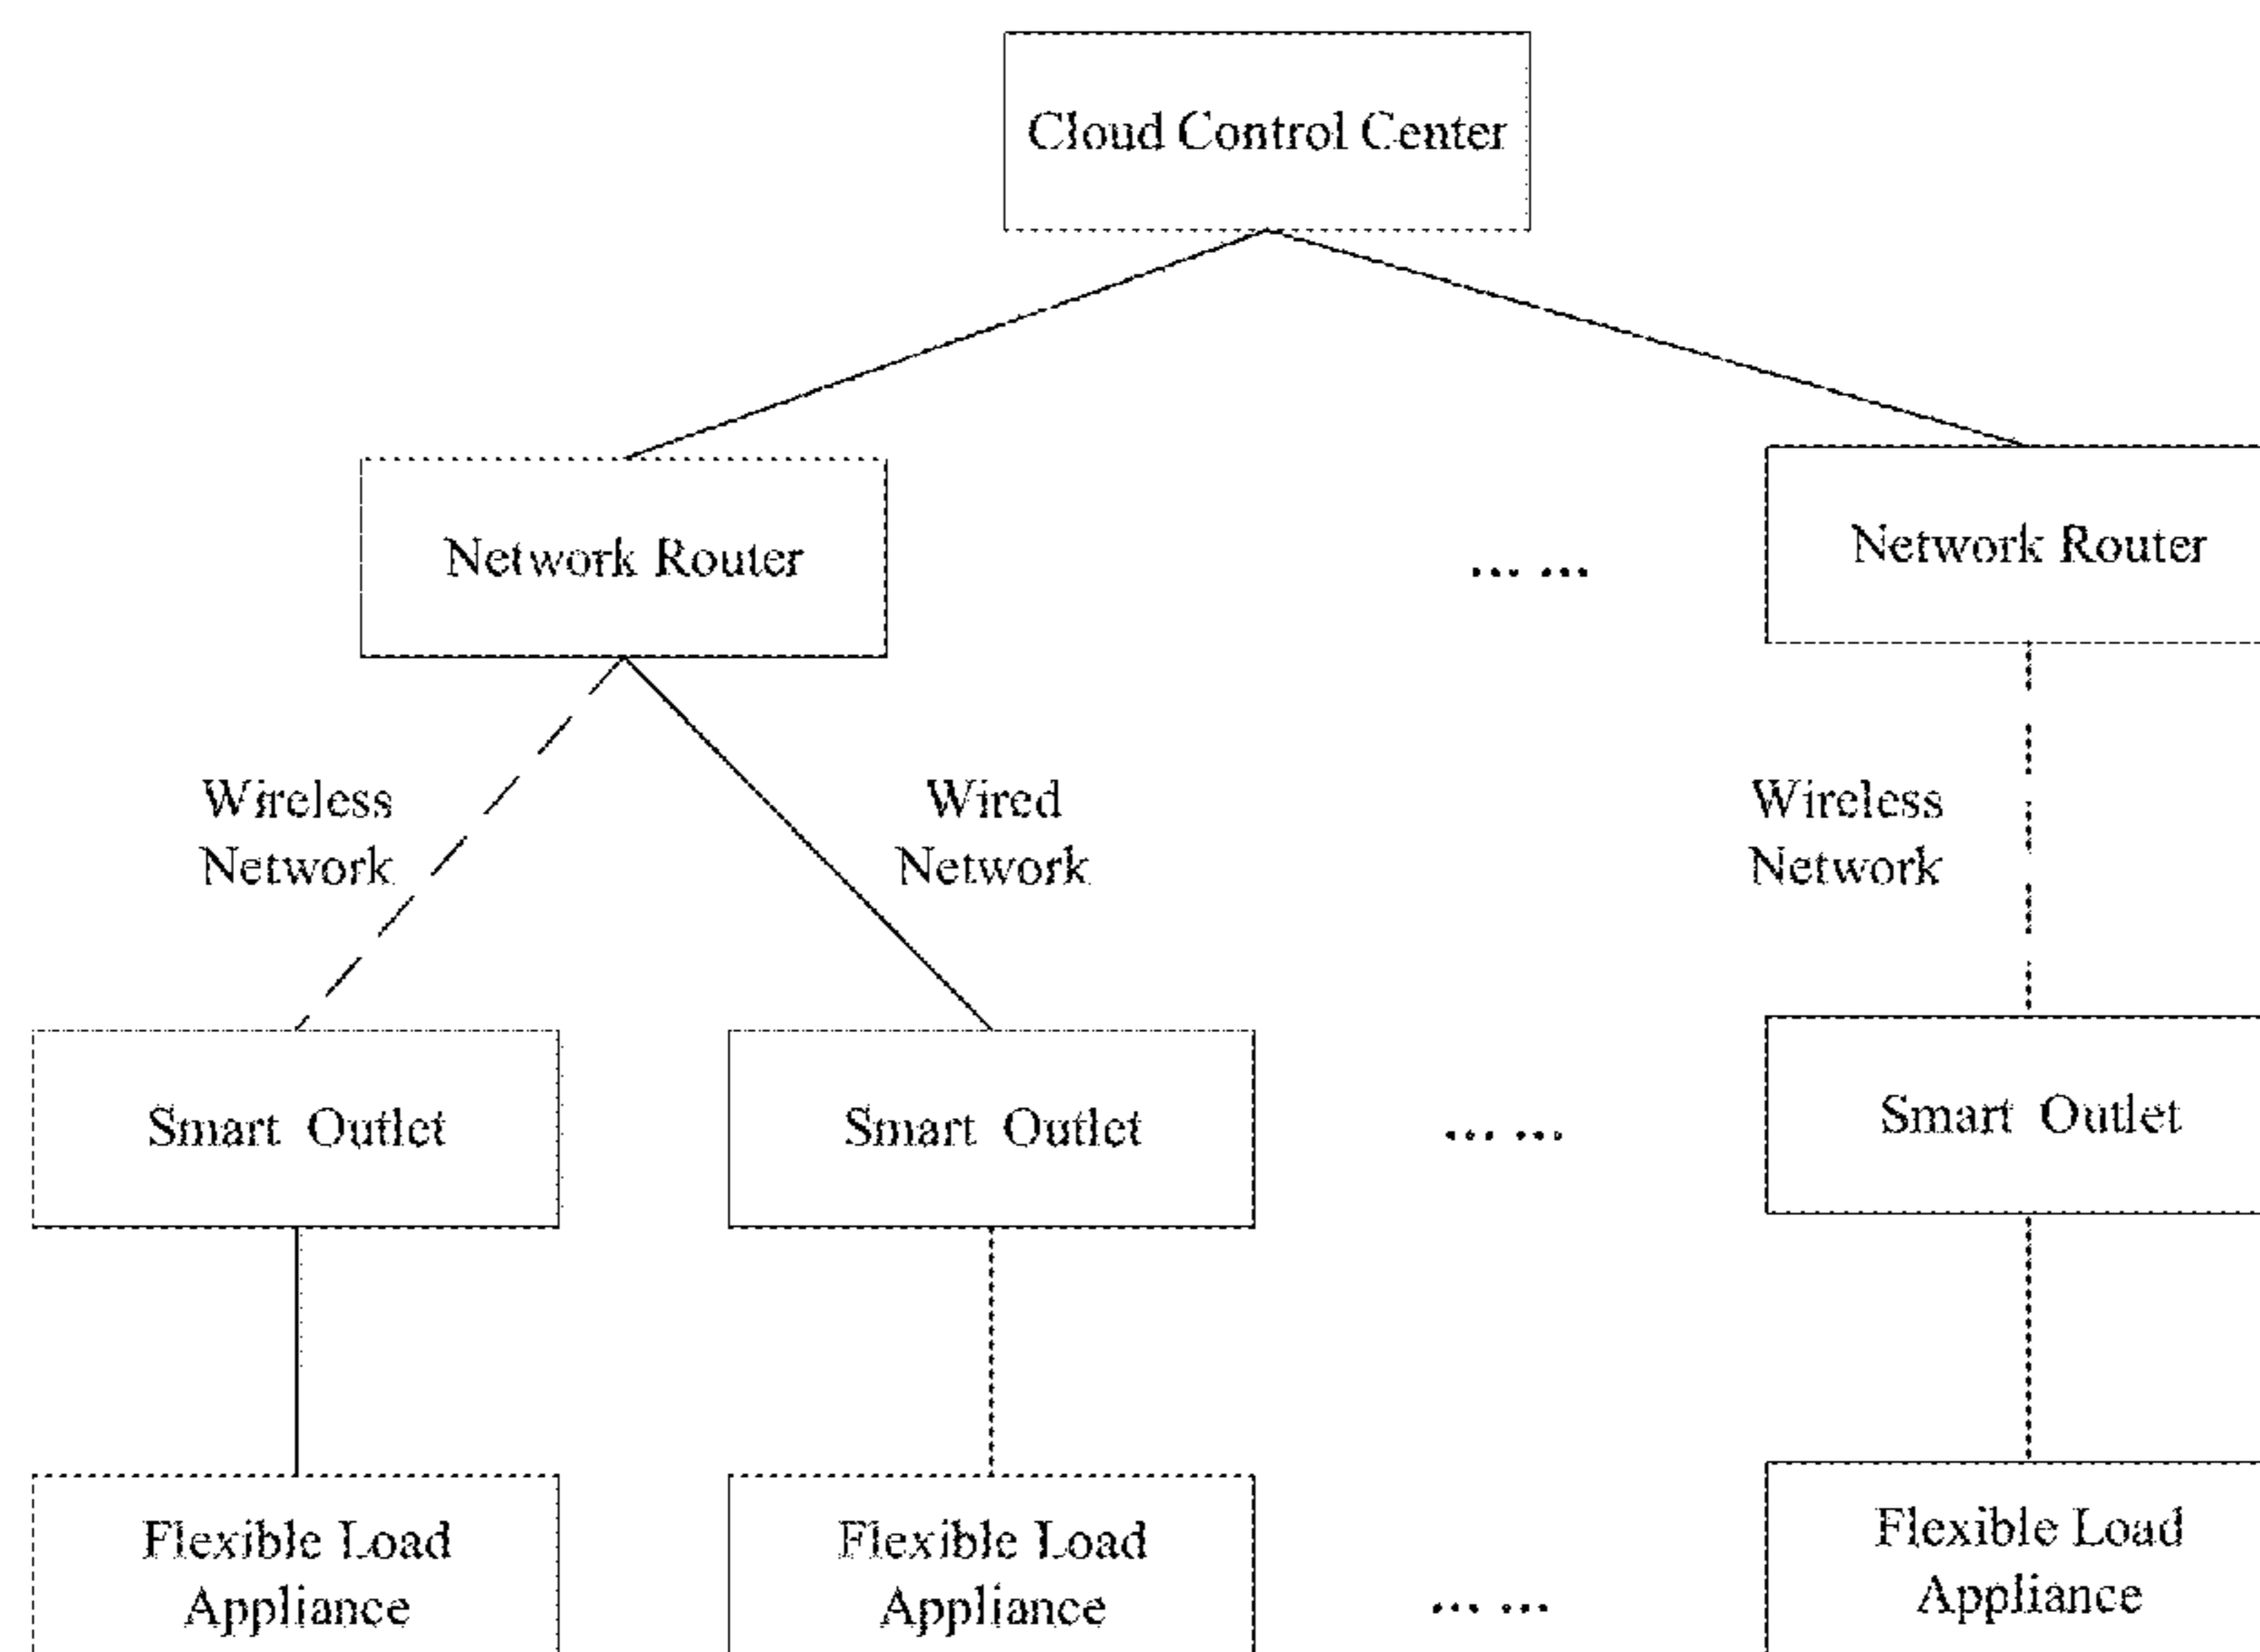 Cloud Control Center
Network Router
... ...
Network Router
Wireless
Network
Wired
Network
Wireless
Network
Smart Outlet
Smart Outlet
... ...
Smart Outlet
Flexible Load
Appliance
Flexible Load
Appliance
... ...
Flexible Load
Appliance